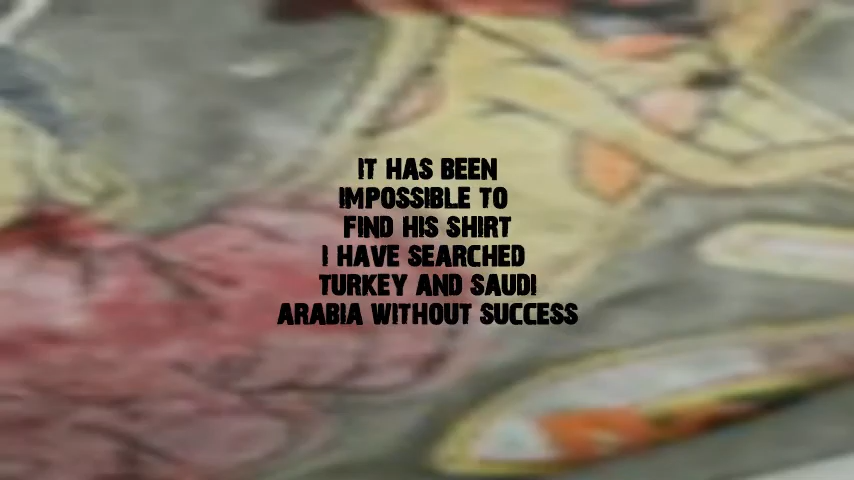 IT HAS BEEN
IMPOSSIBLE TO
FIND HIS SHIRT
I HAVE SEARCHED
TURKEY AND SAUDI
ARABIA WITHOUT SUCCESS